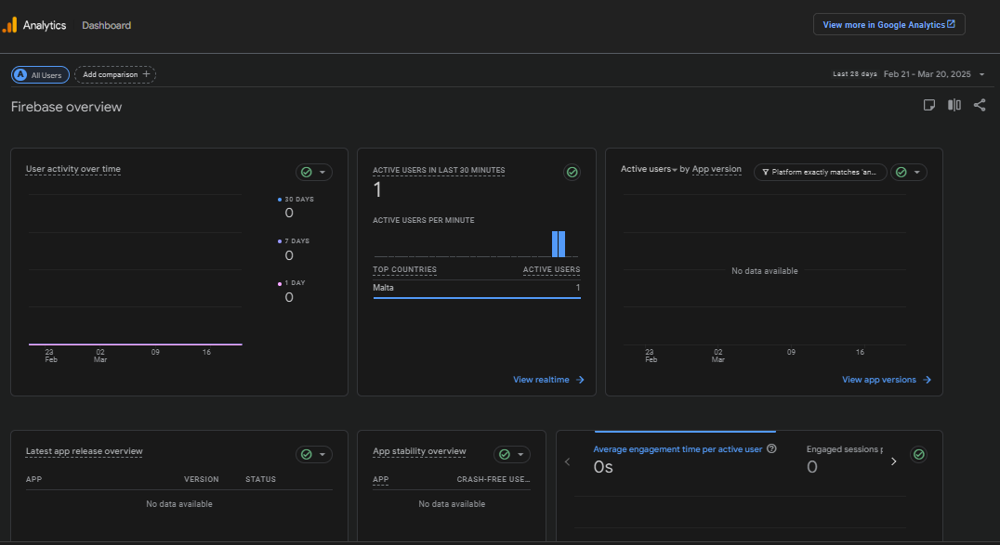 Analytics Dashboard
View more in Google Analytics
A All Users
Add comparison +
Last 28 days Feb 21 - Mar 20, 2025
Firebase overview
User activity over time
30 DAYS
0
7 DAYS
0
1 DAY
0
23 Feb
02 Mar
09
16
ACTIVE USERS IN LAST 30 MINUTES
1
ACTIVE USERS PER MINUTE
TOP COUNTRIES ACTIVE USERS
Malta 1
View realtime
Active users by App version
Platform exactly matches 'an...
No data available
23 Feb
02 Mar
09
16
View app versions
Latest app release overview
APP VERSION STATUS
No data available
App stability overview
APP CRASH-FREE USE...
No data available
Average engagement time per active user
0s
Engaged sessions p
0